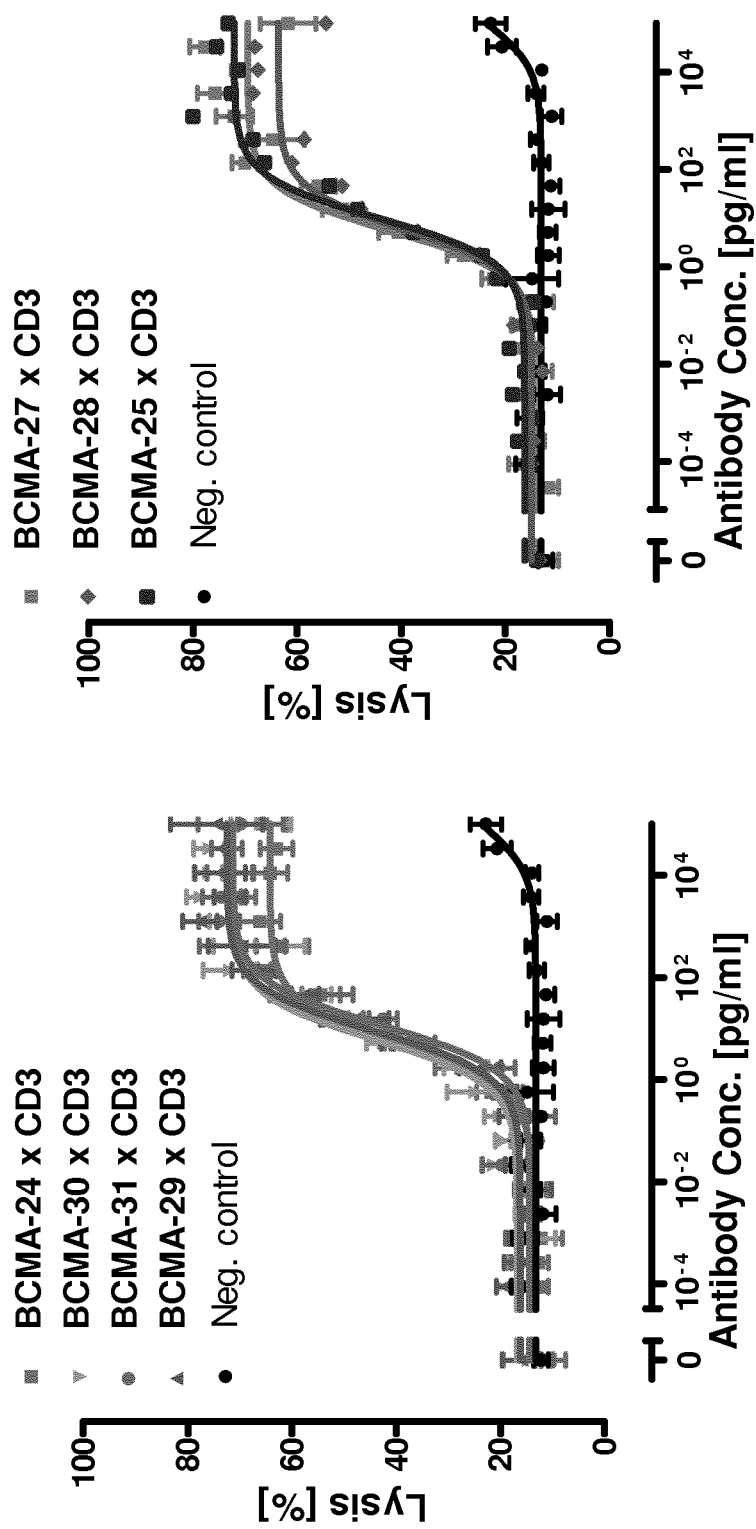 BCMA-24 x CD3
BCMA-30 x CD3
BCMA-31 x CD3
BCMA-29 x CD3
Neg. control
100
80
60
40
20
0
Lysis [%]
0
10-4
10-2
100
102
104
Antibody Conc. [pg/ml]
BCMA-27 x CD3
BCMA-28 x CD3
BCMA-25 x CD3
Neg. control
100
80
60
40
20
0
Lysis [%]
0
10-4
10-2
100
102
104
Antibody Conc. [pg/ml]